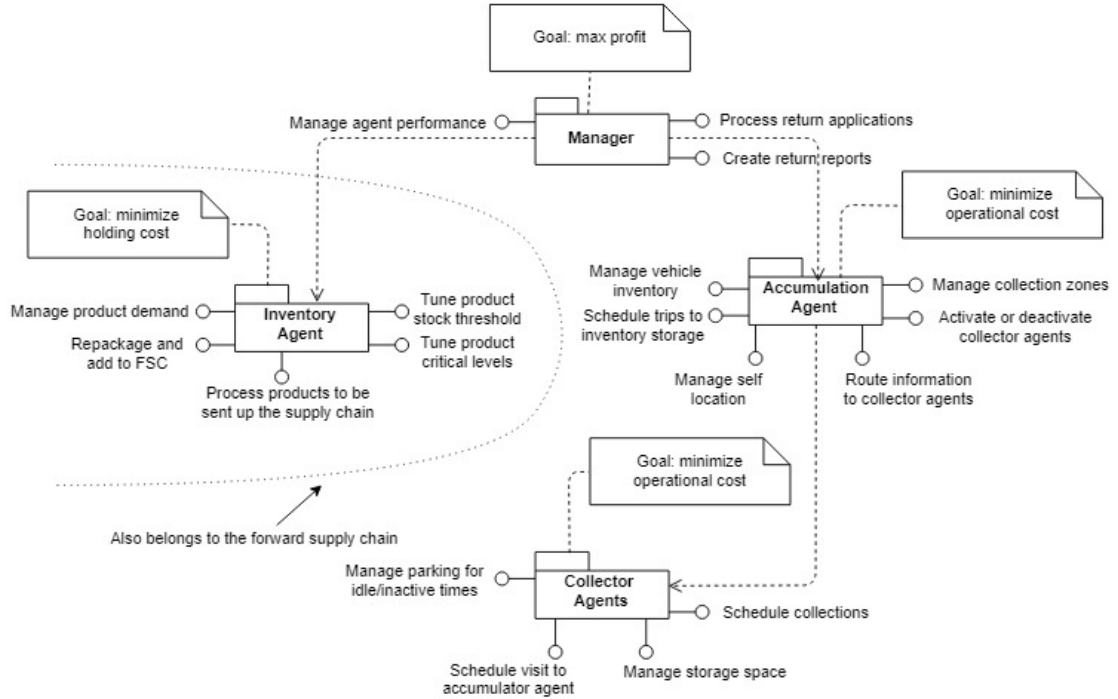 Goal: max profit
Manage agent performance
Manager
Process return applications
Create return reports
Goal: minimize
holding cost
Goal: minimize
operational cost
Manage product demand
Inventory
Agent
Tune product
stock threshold
Repackage and
add to FSC
Tune product
critical levels
Process products to be
sent up the supply chain
Manage vehicle
inventory
Accumulation
Agent
Manage collection zones
Schedule trips to
inventory storage
Activate or deactivate
collector agents
Manage self
location
Route information
to collector agents
Goal: minimize
operational cost
Also belongs to the forward supply chain
Manage parking for
idle/inactive times
Collector
Agents
Schedule collections
Schedule visit to
accumulator agent
Manage storage space